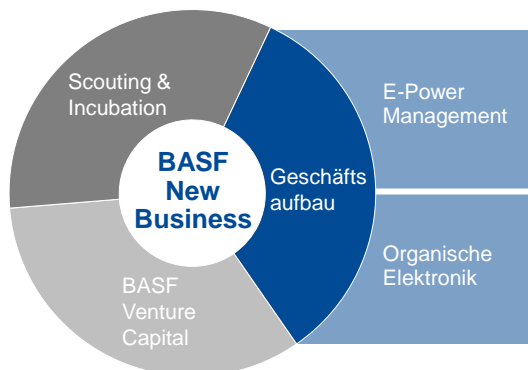 Scouting &
Incubation
E-Power
Management
BASF
New
Business
Geschäfts
aufbau
Organische
Elektronik
BASF
Venture
Capital